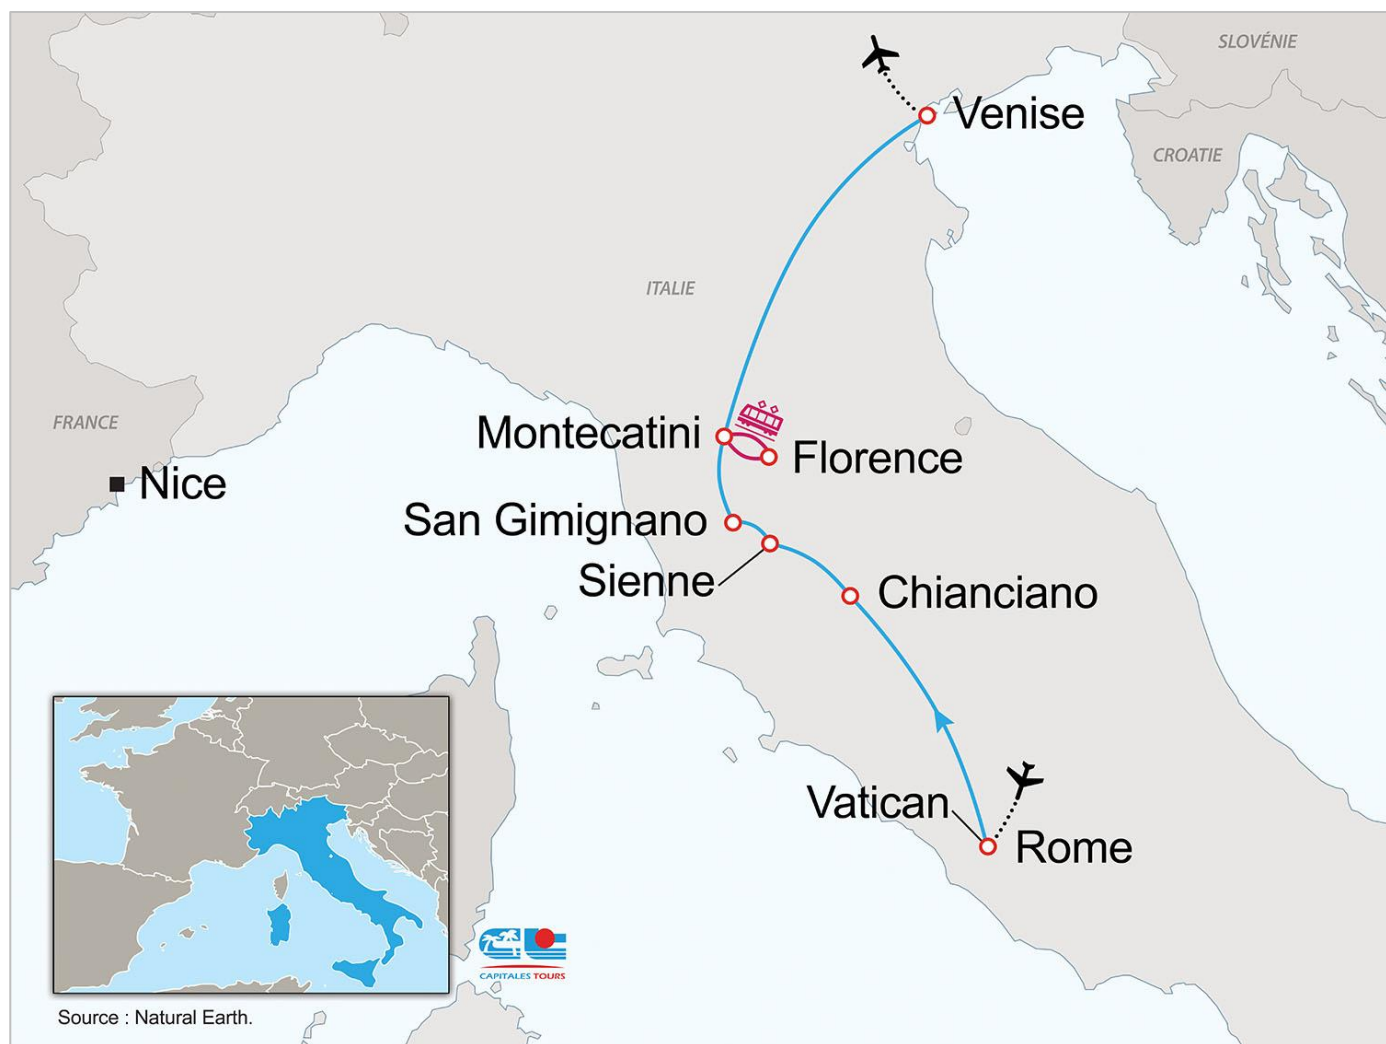 SLOVÉNIE
Venise
CROATIE
ITALIE
FRANCE
Montecatini
Florence
Nice
San Gimignano
Sienne
Chianciano
Vatican
Rome
CAPITALES TOURS
Source : Natural Earth.